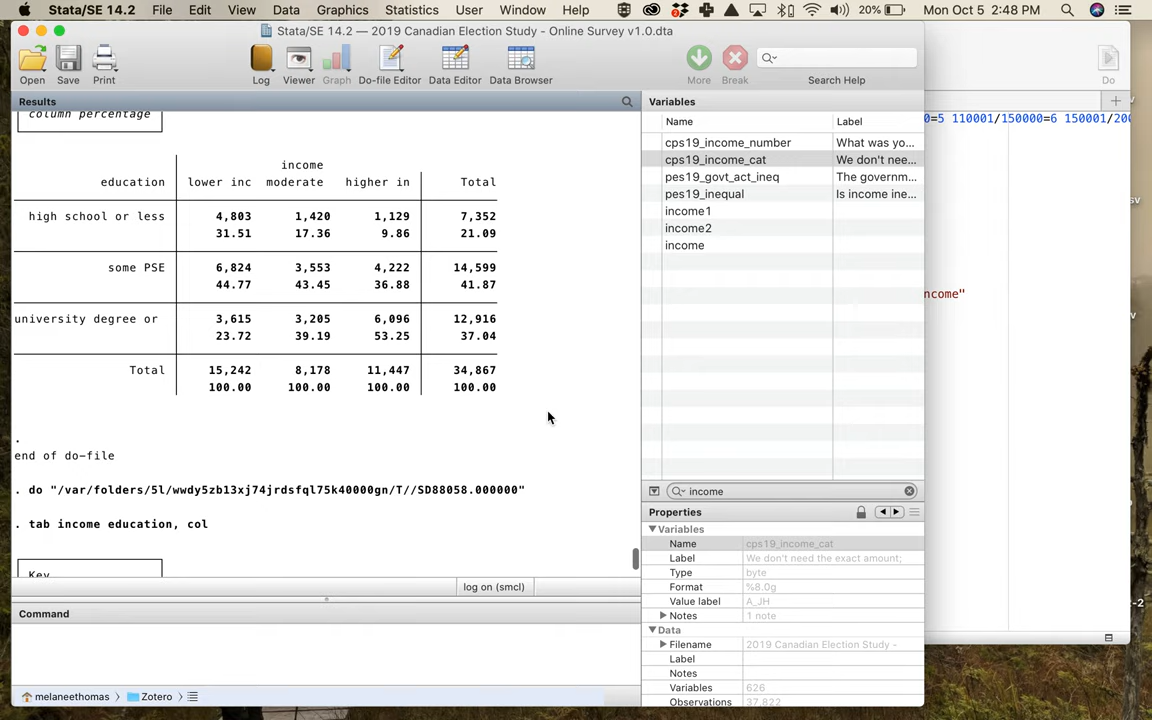 Stata/SE 14.2 File Edit View Data Graphics Statistics User Window Help 20% Mon Oct 5 2:48 PM
Stata/SE 14.2 — 2019 Canadian Election Study - Online Survey v1.0.dta
Open Save Print Log Viewer Graph Do-file Editor Data Editor Data Browser More Break Search Help Do
Results
Variables
column percentage
Name Label
cps19_income_number What was yo...
cps19_income_cat We don't nee...
pes19_govt_act_ineq The governm...
pes19_inequal Is income ine...
income1
income2
income
income
education lower inc moderate higher in Total
high school or less 4,803 1,420 1,129 7,352
31.51 17.36 9.86 21.09
some PSE 6,824 3,553 4,222 14,599
44.77 43.45 36.88 41.87
university degree or 3,615 3,205 6,096 12,916
23.72 39.19 53.25 37.04
Total 15,242 8,178 11,447 34,867
100.00 100.00 100.00 100.00
.
end of do-file
. do "/var/folders/5l/wwdy5zb13xj74jrdsfql75k40000gn/T//SD88058.000000"
. tab income education, col
Key
log on (smcl)
Command
melaneethomas Zotero
income
Properties
Variables
Name cps19_income_cat
Label We don't need the exact amount;
Type byte
Format %8.0g
Value label A_JH
Notes 1 note
Data
Filename 2019 Canadian Election Study -
Label
Notes
Variables 626
Observations 37,822
0=5 110001/150000=6 150001/20
ncome"
sv
-2